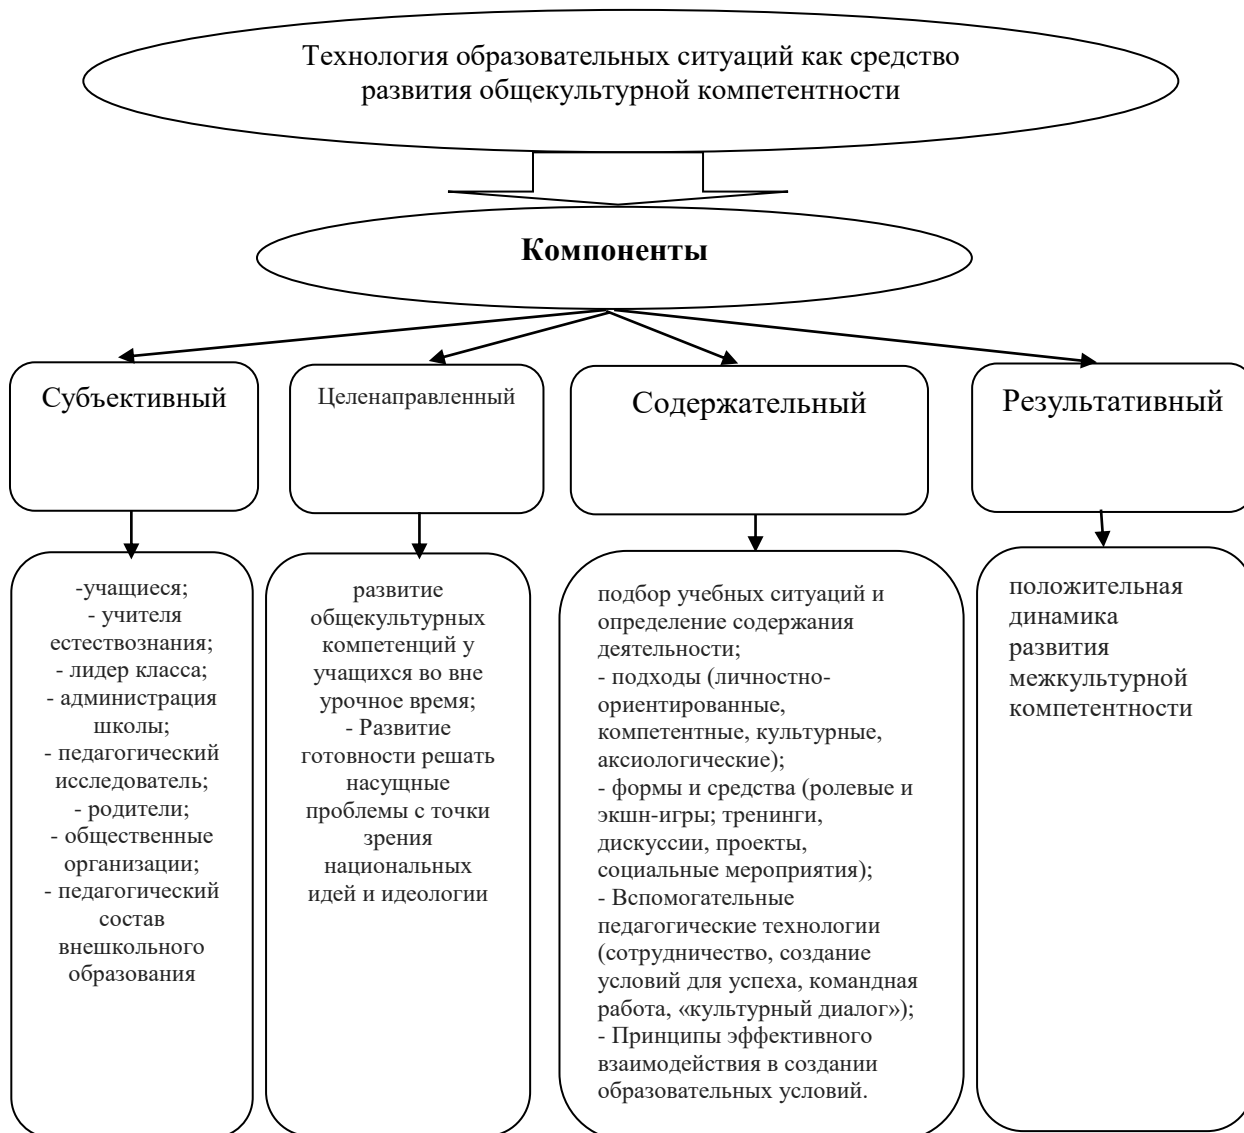 Технология образовательных ситуаций как средство
развития общекультурной компетентности
Компоненты
Субъективный
Целенаправленный
Содержательный
Результативный
-учащиеся;
- учителя
естествознания;
- лидер класса;
- администрация
школы;
- педагогический
исследователь;
- родители;
- общественные
организации;
- педагогический
состав
внешкольного
образования
развитие
общекультурных
компетенций у
учащихся во вне
урочное время;
- Развитие
готовности решать
насущные
проблемы с точки
зрения
национальных
идей и идеологии
подбор учебных ситуаций и
определение содержания
деятельности;
- подходы (личностно-
ориентированные,
компетентные, культурные,
аксиологические);
- формы и средства (ролевые и
экшн-игры; тренинги,
дискуссии, проекты,
социальные мероприятия);
- Вспомогательные
педагогические технологии
(сотрудничество, создание
условий для успеха, командная
работа, «культурный диалог»);
- Принципы эффективного
взаимодействия в создании
образовательных условий.
положительная
динамика
развития
межкультурной
компетентности